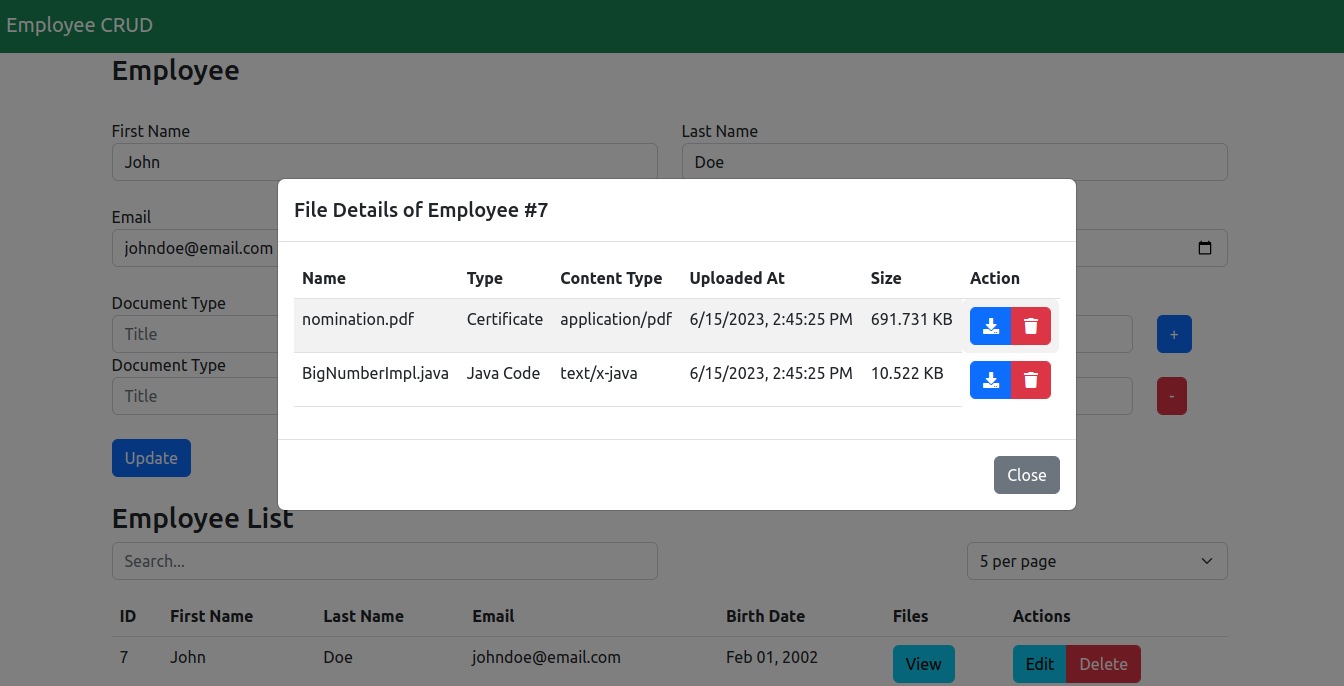 Employee CRUD
Employee
First Name Last Name
John Doe
Email
johndoe@email.com
File Details of Employee #7
Name Type Content Type Uploaded At Size Action
nomination.pdf Certificate application/pdf 6/15/2023, 2:45:25 PM 691.731 KB
BigNumberImpl.java Java Code text/x-java 6/15/2023, 2:45:25 PM 10.522 KB
Close
Document Type
Title +
Document Type
Title -
Update
Employee List
Search... 5 per page
ID First Name Last Name Email Birth Date Files Actions
7 John Doe johndoe@email.com Feb 01, 2002 View Edit Delete